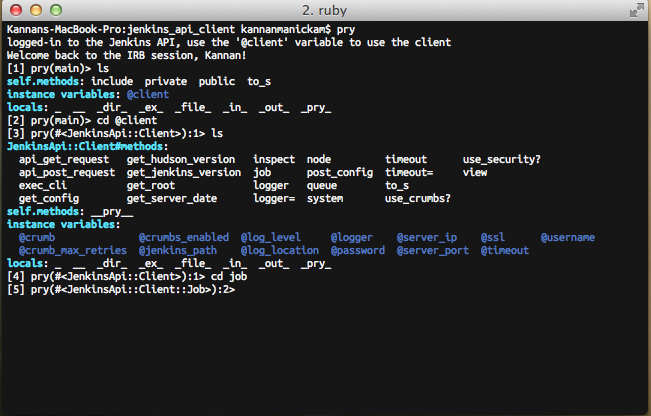 2. ruby
Kannans-MacBook-Pro:jenkins_api_client kannanmanickam$ pry
logged-in to the Jenkins API, use the '@client' variable to use the client
Welcome back to the IRB session, Kannan!
[1] pry(main)> ls
self.methods: include  private  public  to_s
instance variables: @client
locals: _  __  _dir_  _ex_  _file_  _in_  _out_  _pry_
[2] pry(main)> cd @client
[3] pry(#<JenkinsApi::Client>):1> ls
JenkinsApi::Client#methods:
  api_get_request   get_hudson_version   inspect  node         timeout     use_security?
  api_post_request  get_jenkins_version  job      post_config  timeout=    view
  exec_cli          get_root             logger   queue        to_s
  get_config        get_server_date      logger=  system       use_crumbs?
self.methods: __pry__
instance variables:
  @crumb              @crumbs_enabled  @log_level     @logger    @server_ip    @ssl      @username
  @crumb_max_retries  @jenkins_path    @log_location  @password  @server_port  @timeout
locals: _  __  _dir_  _ex_  _file_  _in_  _out_  _pry_
[4] pry(#<JenkinsApi::Client>):1> cd job
[5] pry(#<JenkinsApi::Client::Job>):2>